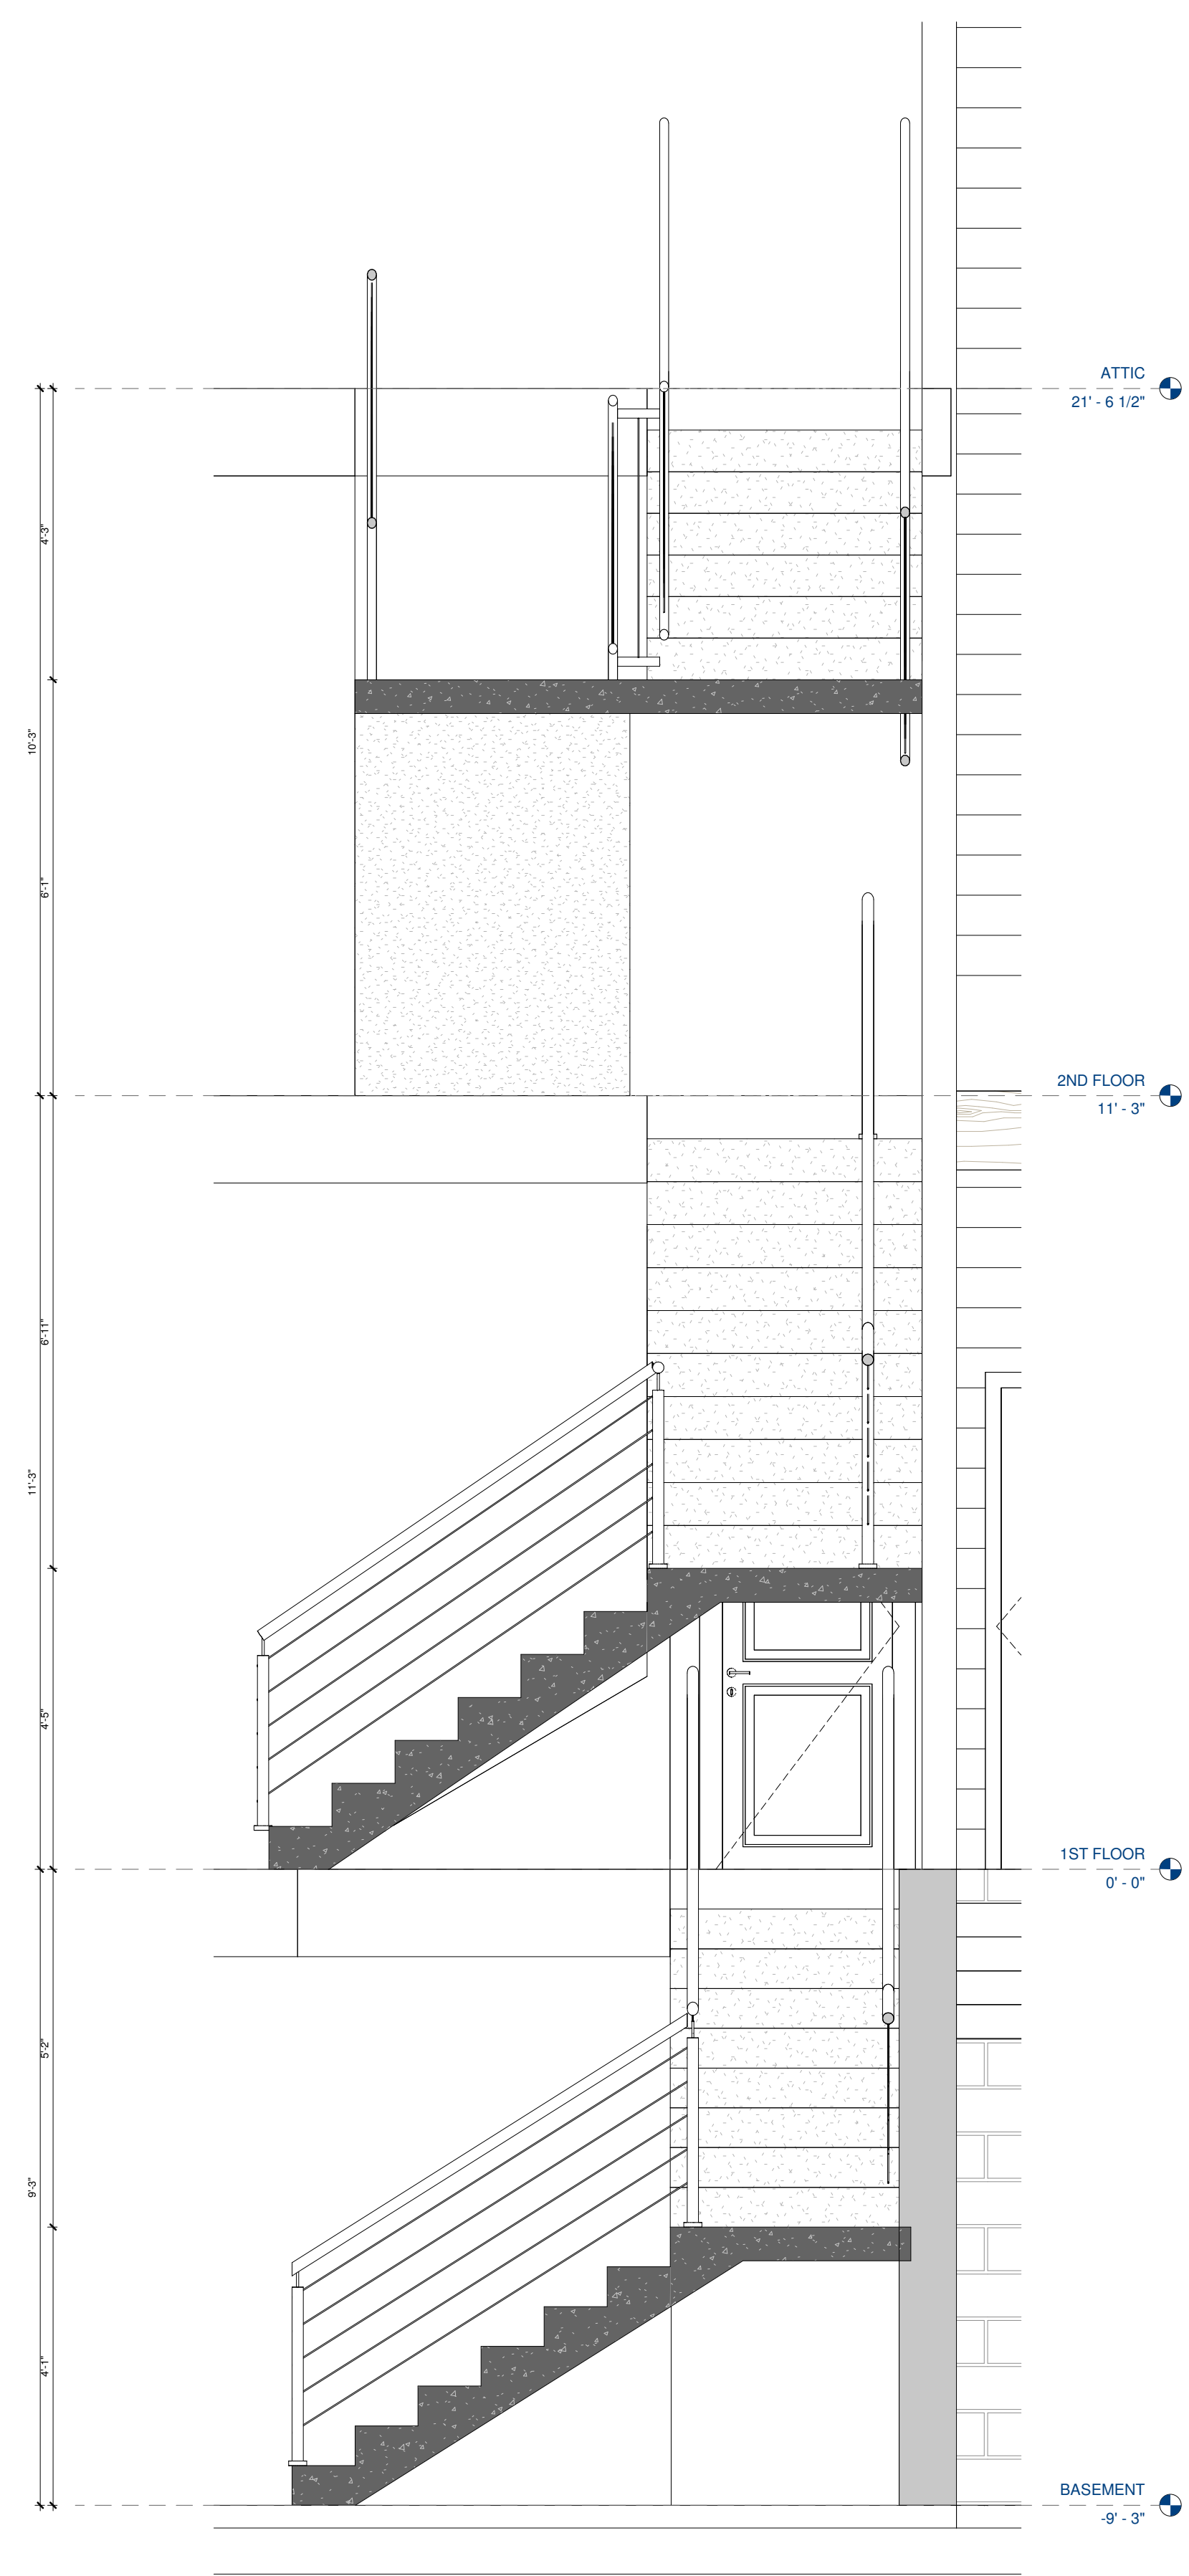 ATTIC
21' - 6 1/2"
4'-3"
10'-3"
6'-1"
2ND FLOOR
11' - 3"
6'-11"
11'-3"
4'-5"
1ST FLOOR
0' - 0"
5'-2"
9'-3"
4'-1"
BASEMENT
-9' - 3"